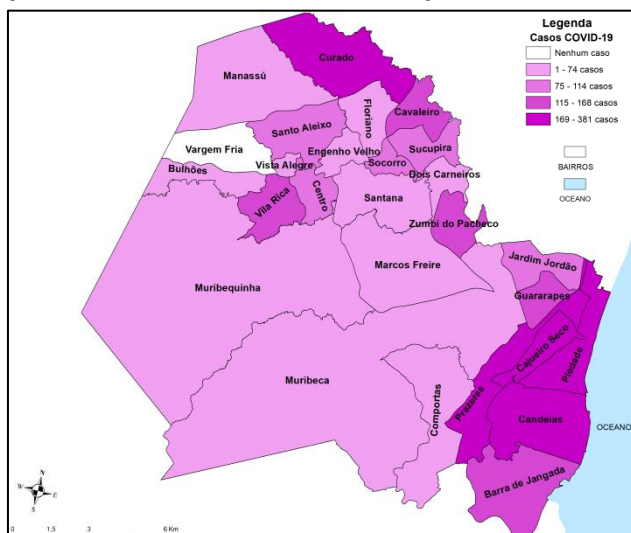 Legenda
Casos COVID-19
Nenhum caso
1 - 74 casos
75 - 114 casos
115 - 168 casos
169 - 381 casos
BAIRROS
OCEANO
Curado
Manassú
Floriano
Cavaleiro
Santo Aleixo
Vargem Fria
Engenho Velho
Sucupira
Vista Alegre
Socorro
Bulhões
Dois Carneiros
Vila Rica
Centro
Santana
Zumbi do Pacheco
Marcos Freire
Jardim Jordão
Muribequinha
Guararapes
Cajueiro Seco
Piedade
Muribeca
Comportas
Prazeres
Candeias
OCEANO
Barra de Jangada
N
W
E
S
0 1,5 3 6 Km